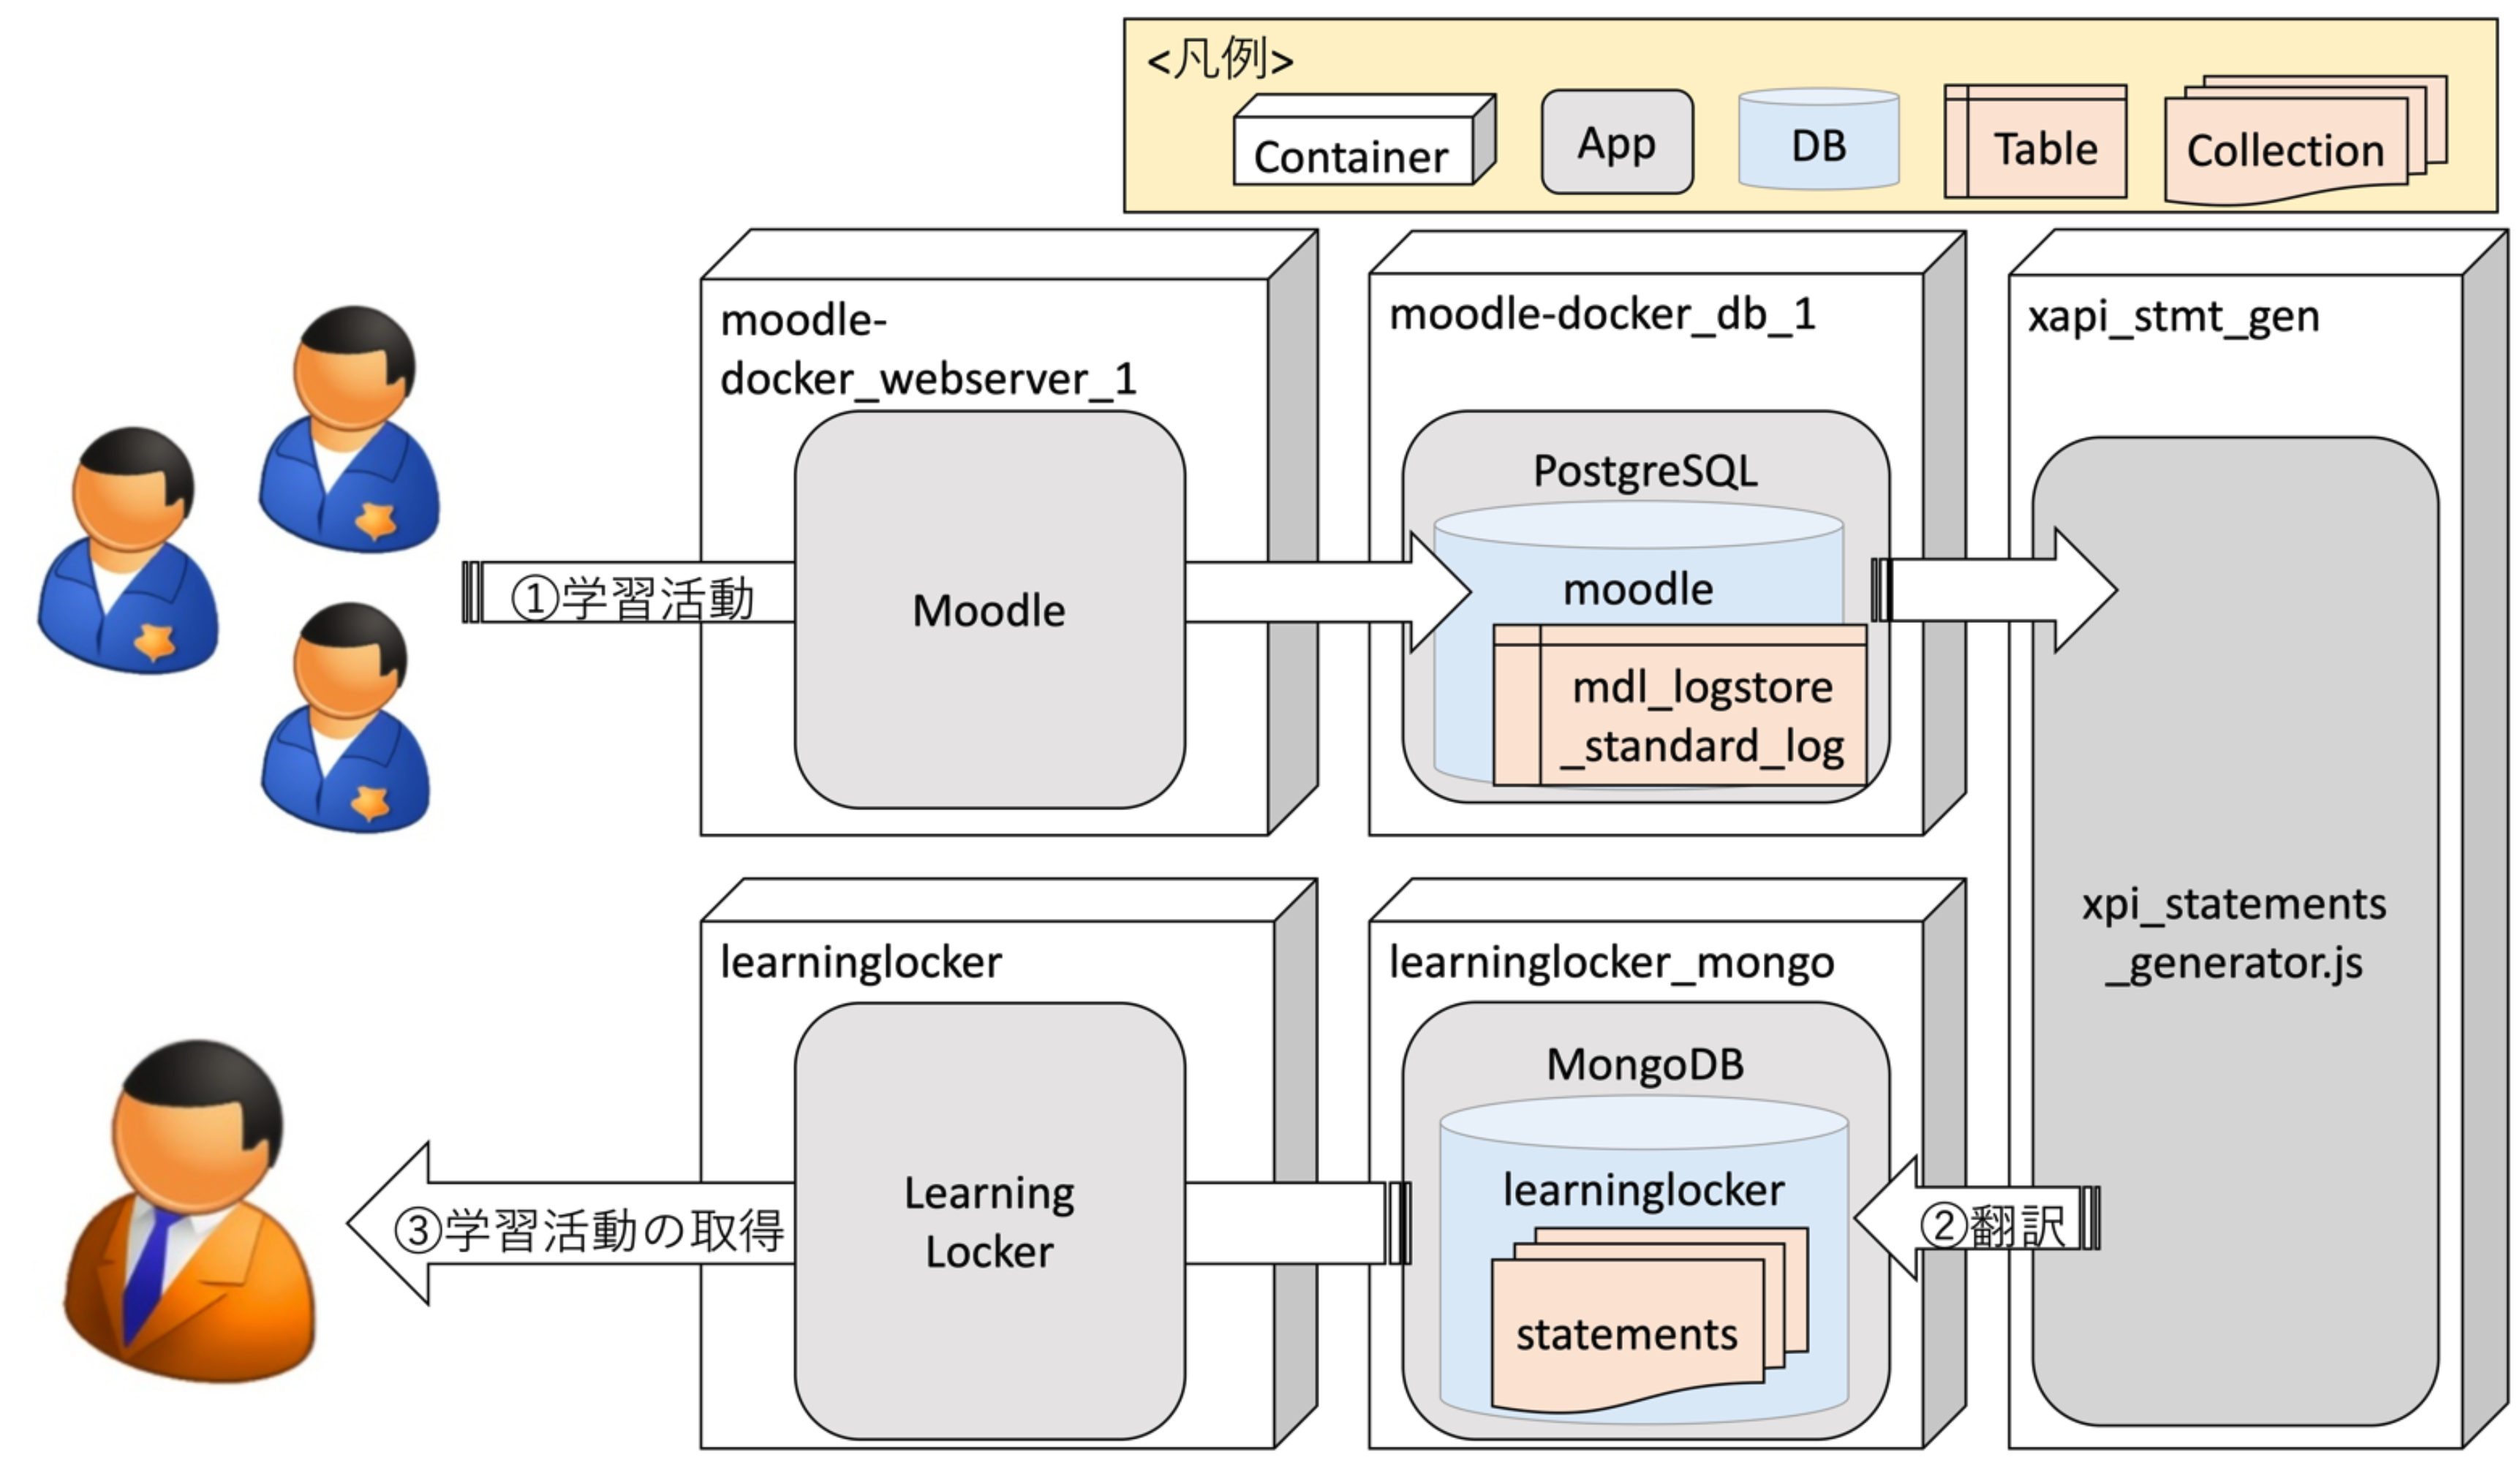 <凡例>
Container
App
DB
Table
Collection
moodle-
docker_webserver_1
Moodle
moodle-docker_db_1
PostgreSQL
moodle
mdl_logstore
_standard_log
xapi_stmt_gen
xpi_statements
_generator.js
①学習活動
learninglocker
Learning
Locker
learninglocker_mongo
MongoDB
learninglocker
statements
②翻訳
③学習活動の取得